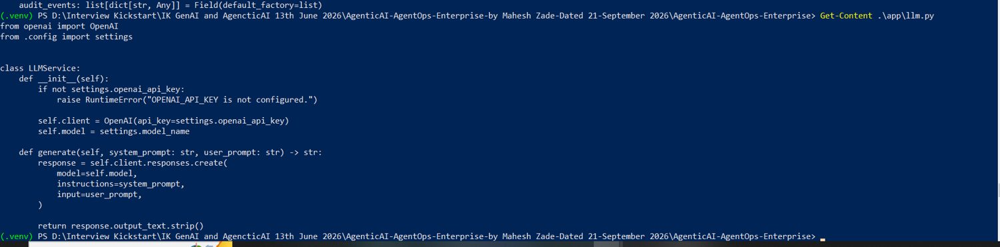 audit_events: list[dict[str, Any]] = Field(default_factory=list)
(.venv) PS D:\Interview Kickstart\IK GenAI and AgencticAI 13th June 2026\AgenticAI-AgentOps-Enterprise-by Mahesh Zade-Dated 21-September 2026\AgenticAI-AgentOps-Enterprise> Get-Content .\app\llm.py
from openai import OpenAI
from .config import settings


class LLMService:
    def __init__(self):
        if not settings.openai_api_key:
            raise RuntimeError("OPENAI_API_KEY is not configured.")

        self.client = OpenAI(api_key=settings.openai_api_key)
        self.model = settings.model_name

    def generate(self, system_prompt: str, user_prompt: str) -> str:
        response = self.client.responses.create(
            model=self.model,
            instructions=system_prompt,
            input=user_prompt,
        )

        return response.output_text.strip()
(.venv) PS D:\Interview Kickstart\IK GenAI and AgencticAI 13th June 2026\AgenticAI-AgentOps-Enterprise-by Mahesh Zade-Dated 21-September 2026\AgenticAI-AgentOps-Enterprise>